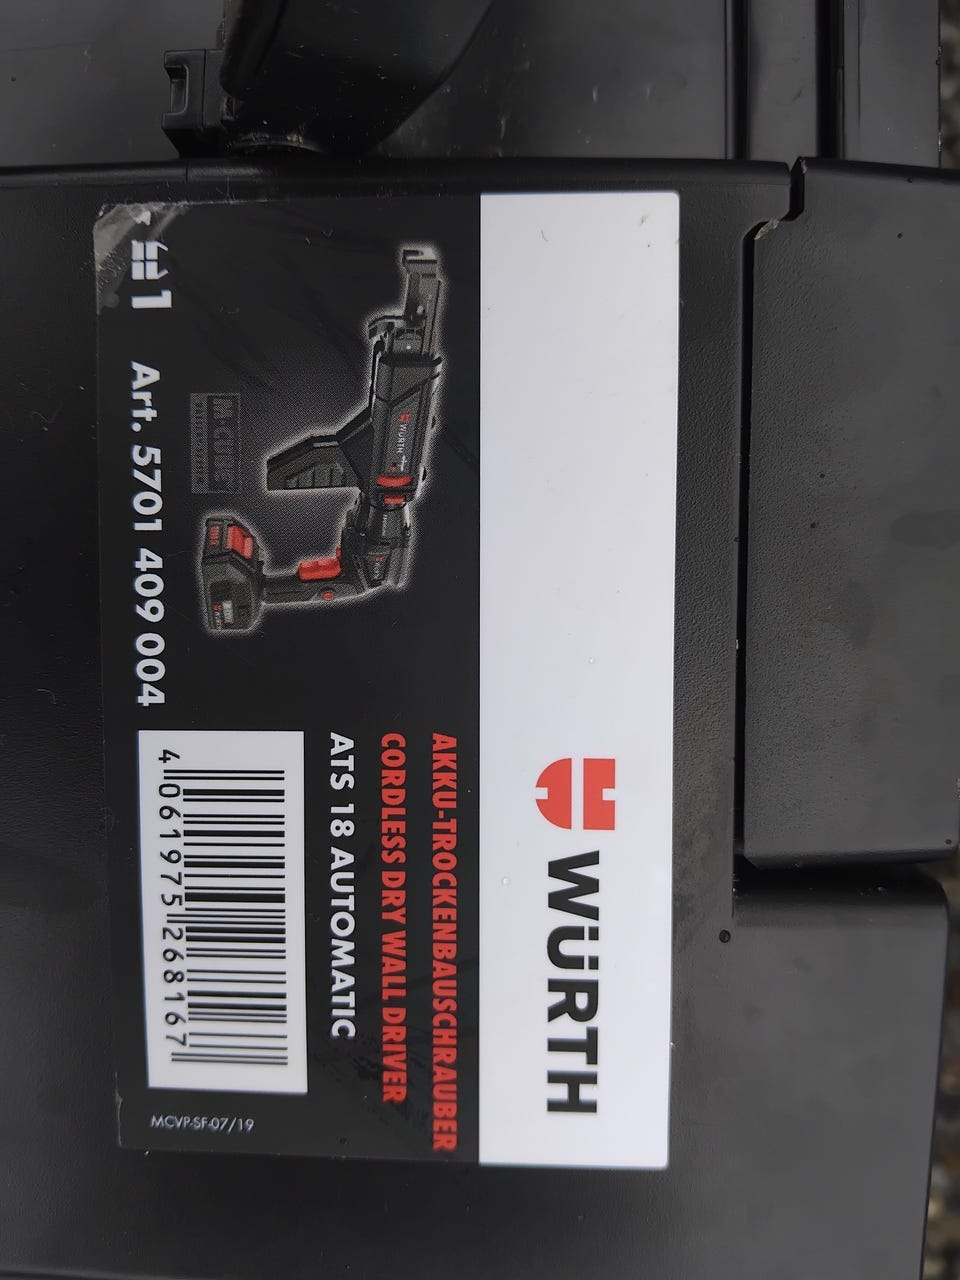 WÜRTH
AKKU-TROCKENBAUSCHRAUBER
CORDLESS DRY WALL DRIVER
ATS 18 AUTOMATIC
WÜRTH
M-CUBE
1
Art. 5701 409 004
4 061975 268167
MCVP-SF-07/19